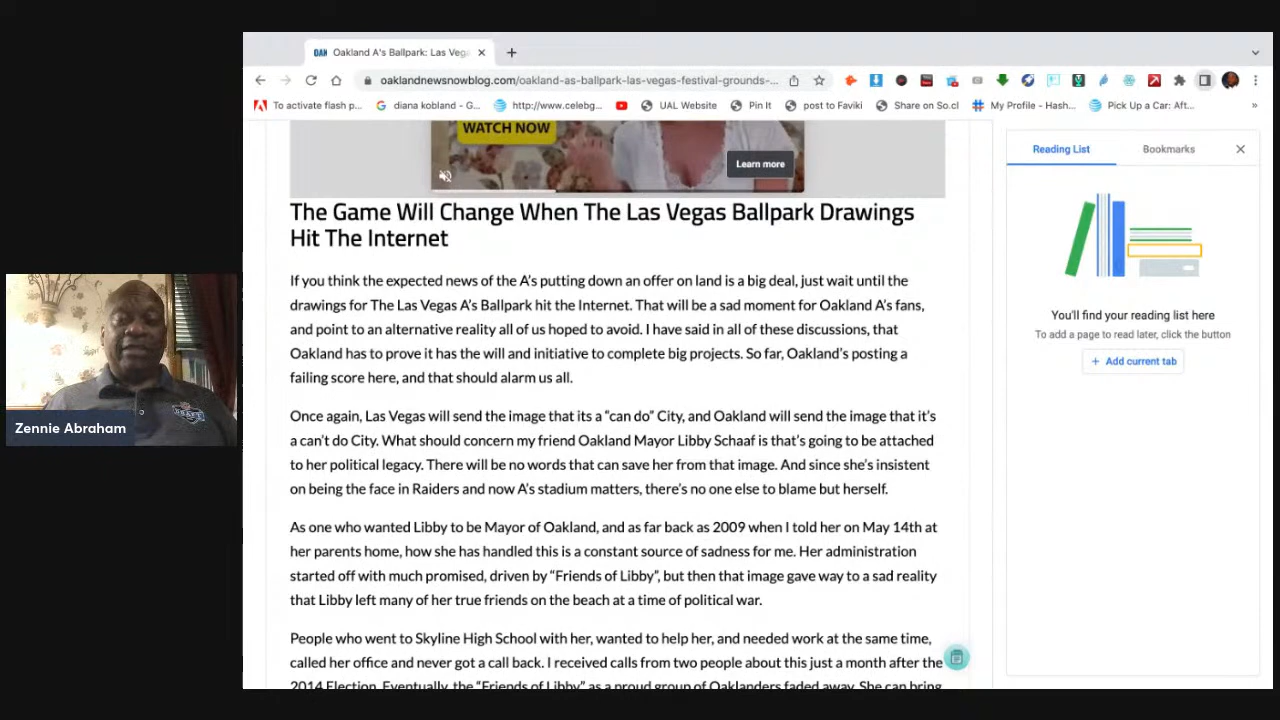 Oakland A's Ballpark: Las Vega
oaklandnewsnowblog.com/oakland-as-ballpark-las-vegas-festival-grounds-...
To activate flash p...
diana kobland - G...
http://www.celebg...
UAL Website
Pin It
post to Faviki
Share on So.cl
My Profile - Hash...
Pick Up a Car: Aft...
»
WATCH NOW
Learn more
The Game Will Change When The Las Vegas Ballpark Drawings
Hit The Internet
If you think the expected news of the A's putting down an offer on land is a big deal, just wait until the
drawings for The Las Vegas A's Ballpark hit the Internet. That will be a sad moment for Oakland A's fans,
and point to an alternative reality all of us hoped to avoid. I have said in all of these discussions, that
Oakland has to prove it has the will and initiative to complete big projects. So far, Oakland's posting a
failing score here, and that should alarm us all.
Once again, Las Vegas will send the image that its a “can do” City, and Oakland will send the image that it's
a can't do City. What should concern my friend Oakland Mayor Libby Schaaf is that's going to be attached
to her political legacy. There will be no words that can save her from that image. And since she's insistent
on being the face in Raiders and now A's stadium matters, there's no one else to blame but herself.
As one who wanted Libby to be Mayor of Oakland, and as far back as 2009 when I told her on May 14th at
her parents home, how she has handled this is a constant source of sadness for me. Her administration
started off with much promised, driven by “Friends of Libby”, but then that image gave way to a sad reality
that Libby left many of her true friends on the beach at a time of political war.
People who went to Skyline High School with her, wanted to help her, and needed work at the same time,
called her office and never got a call back. I received calls from two people about this just a month after the
2014 Election. Eventually, the “Friends of Libby” as a proud group of Oaklanders faded away. She can bring
Reading List
Bookmarks
You'll find your reading list here
To add a page to read later, click the button
+ Add current tab
Zennie Abraham